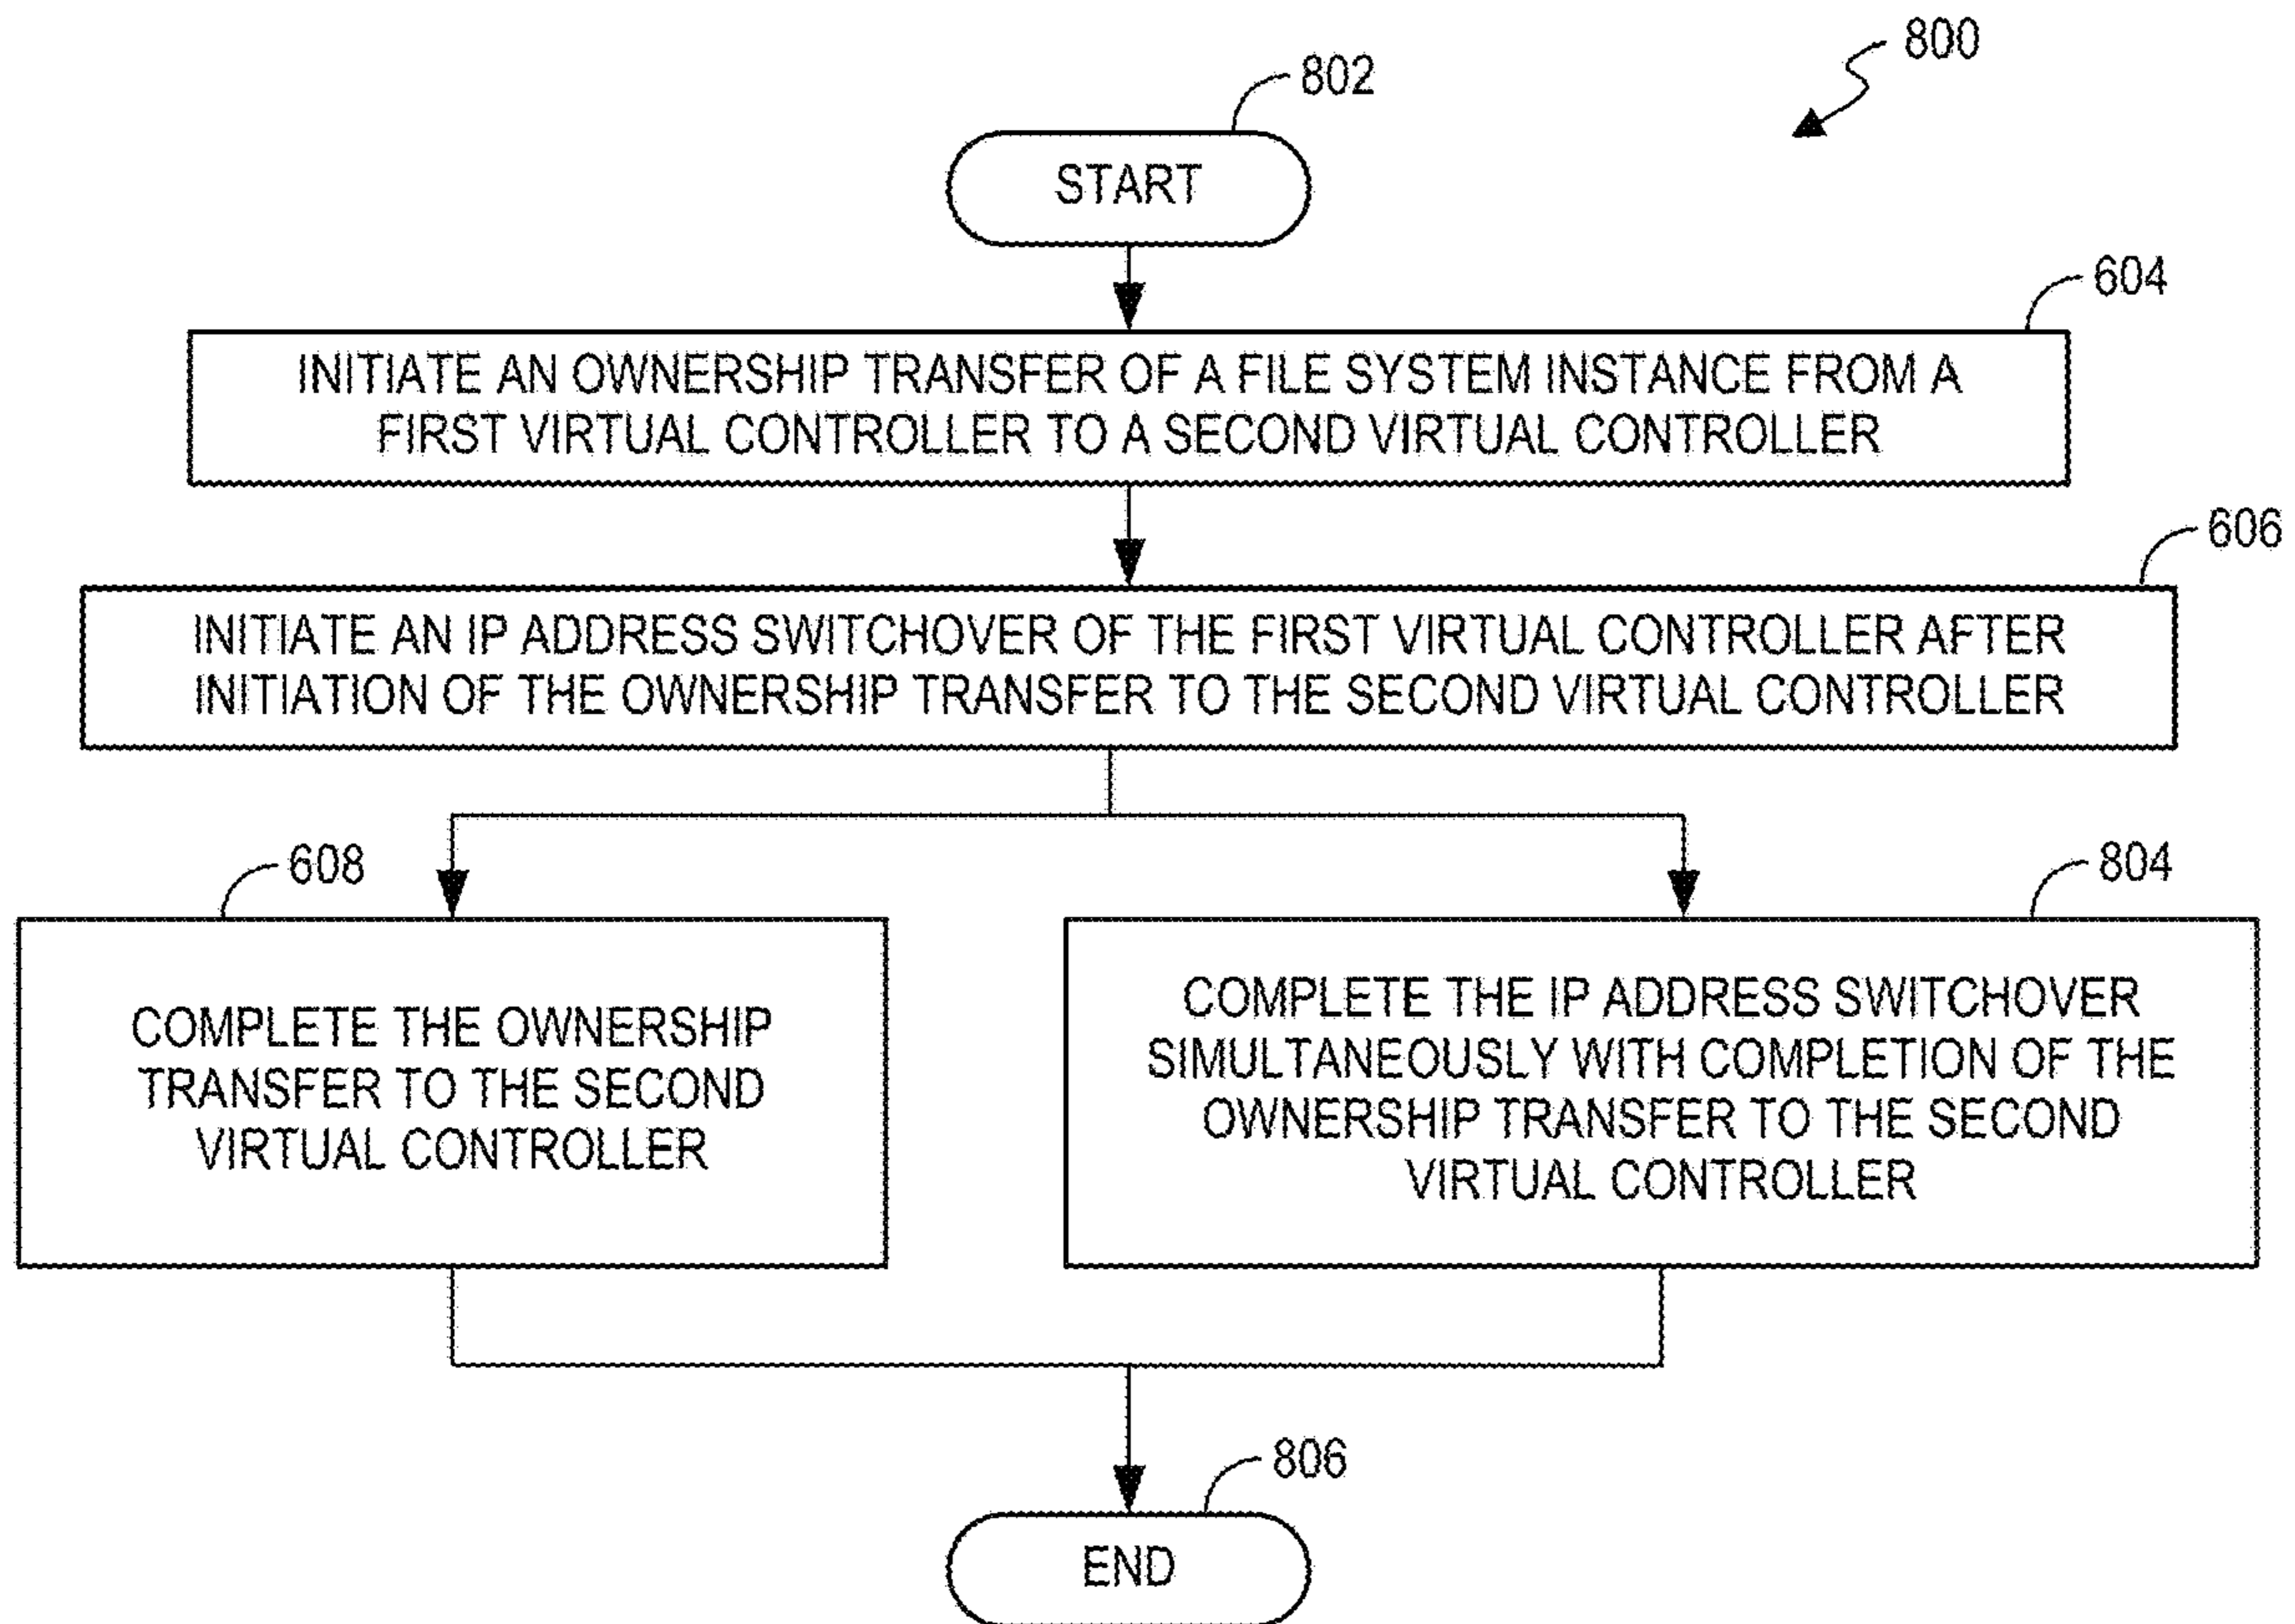 800
802
START
604
INITIATE AN OWNERSHIP TRANSFER OF A FILE SYSTEM INSTANCE FROM A
FIRST VIRTUAL CONTROLLER TO A SECOND VIRTUAL CONTROLLER
606
INITIATE AN IP ADDRESS SWITCHOVER OF THE FIRST VIRTUAL CONTROLLER AFTER
INITIATION OF THE OWNERSHIP TRANSFER TO THE SECOND VIRTUAL CONTROLLER
608
COMPLETE THE OWNERSHIP
TRANSFER TO THE SECOND
VIRTUAL CONTROLLER
804
COMPLETE THE IP ADDRESS SWITCHOVER
SIMULTANEOUSLY WITH COMPLETION OF THE
OWNERSHIP TRANSFER TO THE SECOND
VIRTUAL CONTROLLER
806
END